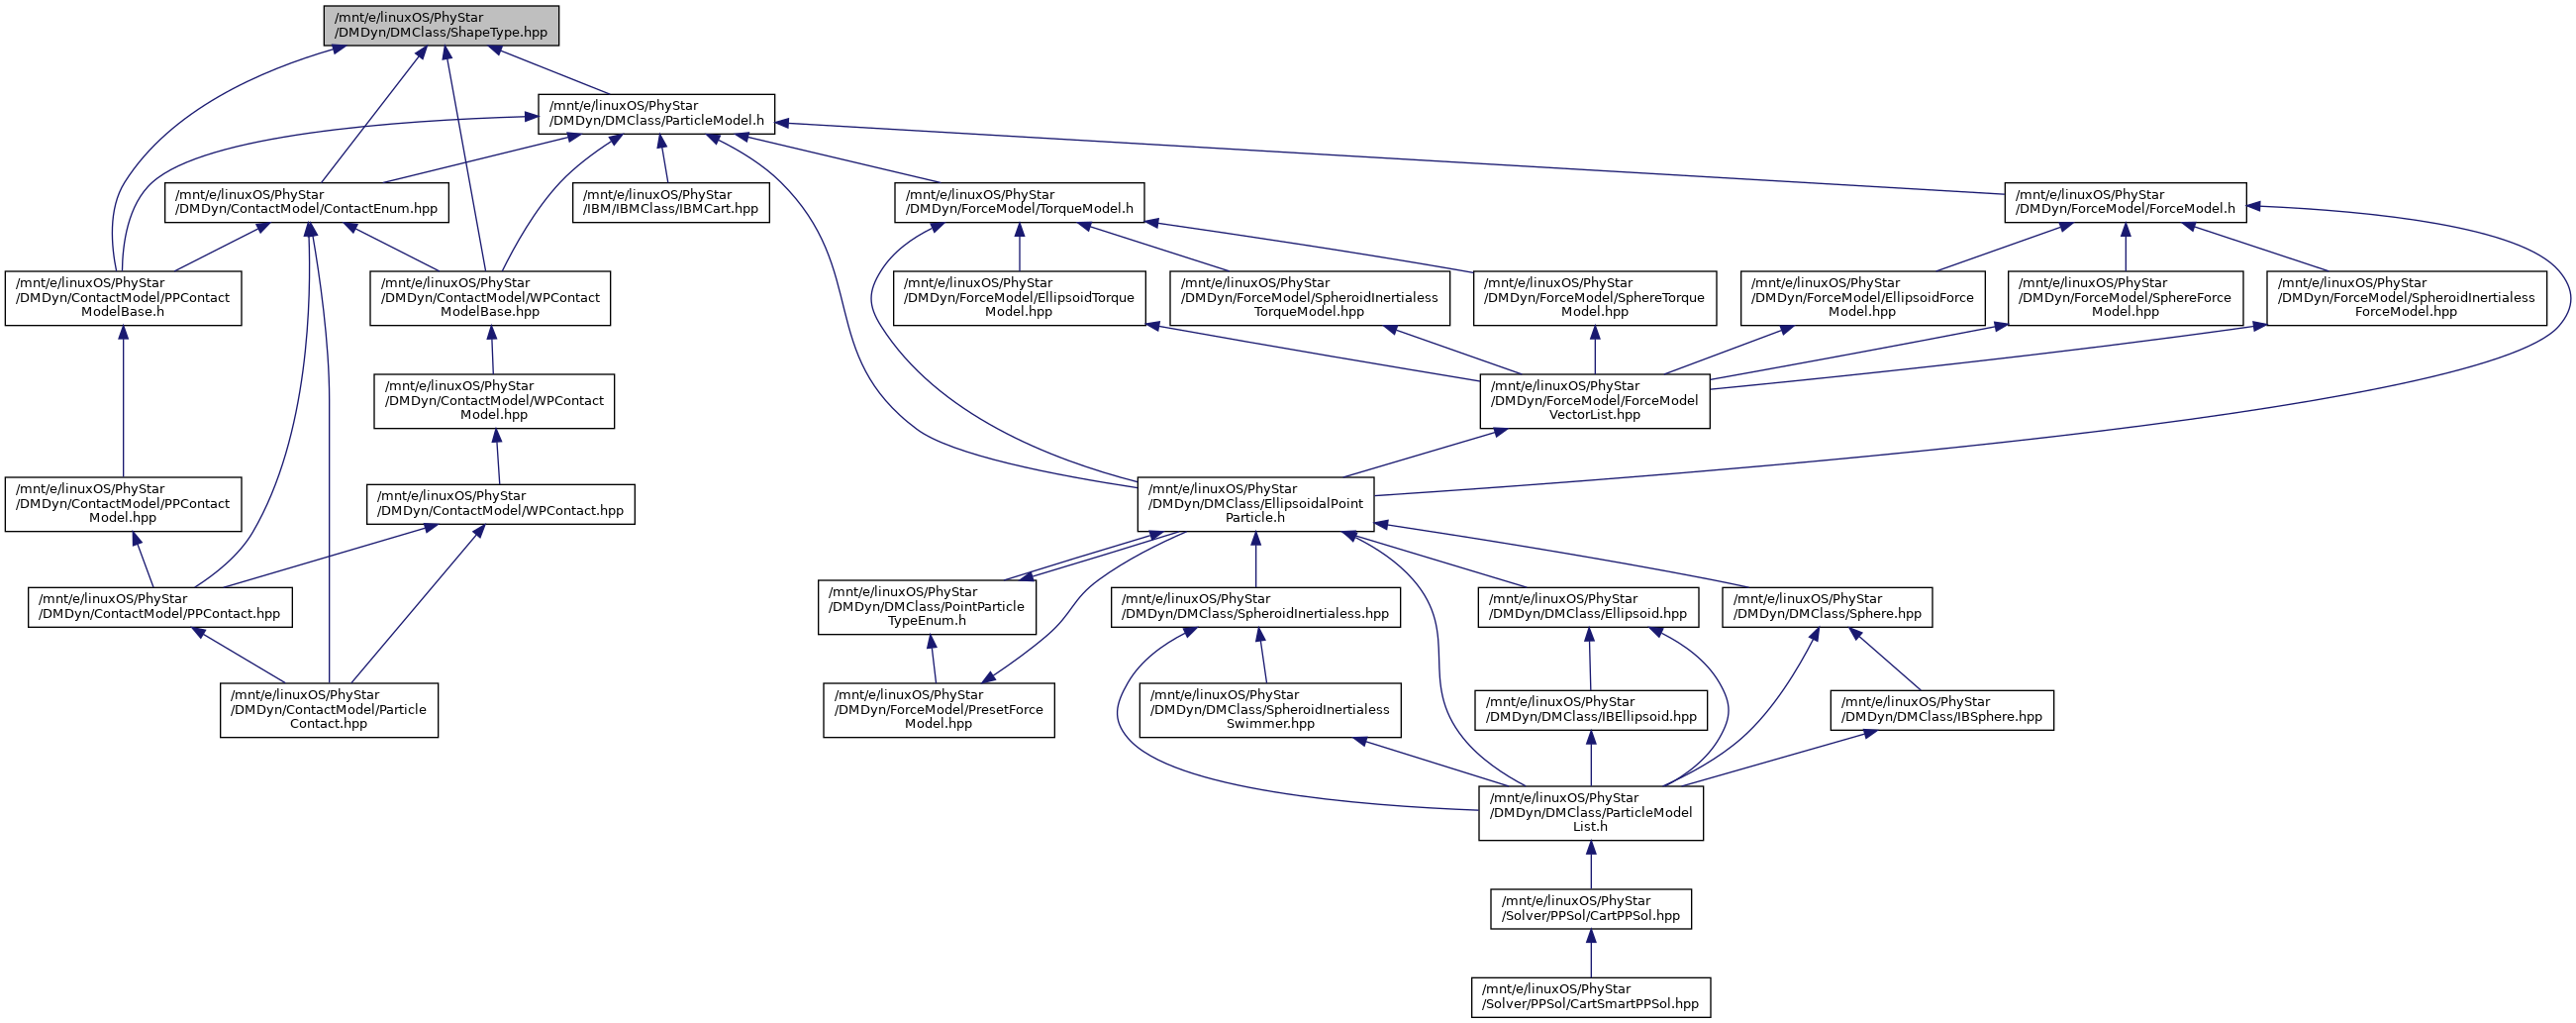 /mnt/e/linuxOS/PhyStar
/DMDyn/DMClass/ShapeType.hpp
/mnt/e/linuxOS/PhyStar
/DMDyn/DMClass/ParticleModel.h
/mnt/e/linuxOS/PhyStar
/DMDyn/ContactModel/ContactEnum.hpp
/mnt/e/linuxOS/PhyStar
/IBM/IBMClass/IBMCart.hpp
/mnt/e/linuxOS/PhyStar
/DMDyn/ForceModel/TorqueModel.h
/mnt/e/linuxOS/PhyStar
/DMDyn/ForceModel/ForceModel.h
/mnt/e/linuxOS/PhyStar
/DMDyn/ContactModel/PPContact
ModelBase.h
/mnt/e/linuxOS/PhyStar
/DMDyn/ContactModel/WPContact
ModelBase.hpp
/mnt/e/linuxOS/PhyStar
/DMDyn/ForceModel/EllipsoidTorque
Model.hpp
/mnt/e/linuxOS/PhyStar
/DMDyn/ForceModel/SpheroidInertialess
TorqueModel.hpp
/mnt/e/linuxOS/PhyStar
/DMDyn/ForceModel/SphereTorque
Model.hpp
/mnt/e/linuxOS/PhyStar
/DMDyn/ForceModel/EllipsoidForce
Model.hpp
/mnt/e/linuxOS/PhyStar
/DMDyn/ForceModel/SphereForce
Model.hpp
/mnt/e/linuxOS/PhyStar
/DMDyn/ForceModel/SpheroidInertialess
ForceModel.hpp
/mnt/e/linuxOS/PhyStar
/DMDyn/ContactModel/WPContact
Model.hpp
/mnt/e/linuxOS/PhyStar
/DMDyn/ForceModel/ForceModel
VectorList.hpp
/mnt/e/linuxOS/PhyStar
/DMDyn/ContactModel/PPContact
Model.hpp
/mnt/e/linuxOS/PhyStar
/DMDyn/ContactModel/WPContact.hpp
/mnt/e/linuxOS/PhyStar
/DMDyn/DMClass/EllipsoidalPoint
Particle.h
/mnt/e/linuxOS/PhyStar
/DMDyn/ContactModel/PPContact.hpp
/mnt/e/linuxOS/PhyStar
/DMDyn/DMClass/PointParticle
TypeEnum.h
/mnt/e/linuxOS/PhyStar
/DMDyn/DMClass/SpheroidInertialess.hpp
/mnt/e/linuxOS/PhyStar
/DMDyn/DMClass/Ellipsoid.hpp
/mnt/e/linuxOS/PhyStar
/DMDyn/DMClass/Sphere.hpp
/mnt/e/linuxOS/PhyStar
/DMDyn/ContactModel/Particle
Contact.hpp
/mnt/e/linuxOS/PhyStar
/DMDyn/ForceModel/PresetForce
Model.hpp
/mnt/e/linuxOS/PhyStar
/DMDyn/DMClass/SpheroidInertialess
Swimmer.hpp
/mnt/e/linuxOS/PhyStar
/DMDyn/DMClass/IBEllipsoid.hpp
/mnt/e/linuxOS/PhyStar
/DMDyn/DMClass/IBSphere.hpp
/mnt/e/linuxOS/PhyStar
/DMDyn/DMClass/ParticleModel
List.h
/mnt/e/linuxOS/PhyStar
/Solver/PPSol/CartPPSol.hpp
/mnt/e/linuxOS/PhyStar
/Solver/PPSol/CartSmartPPSol.hpp